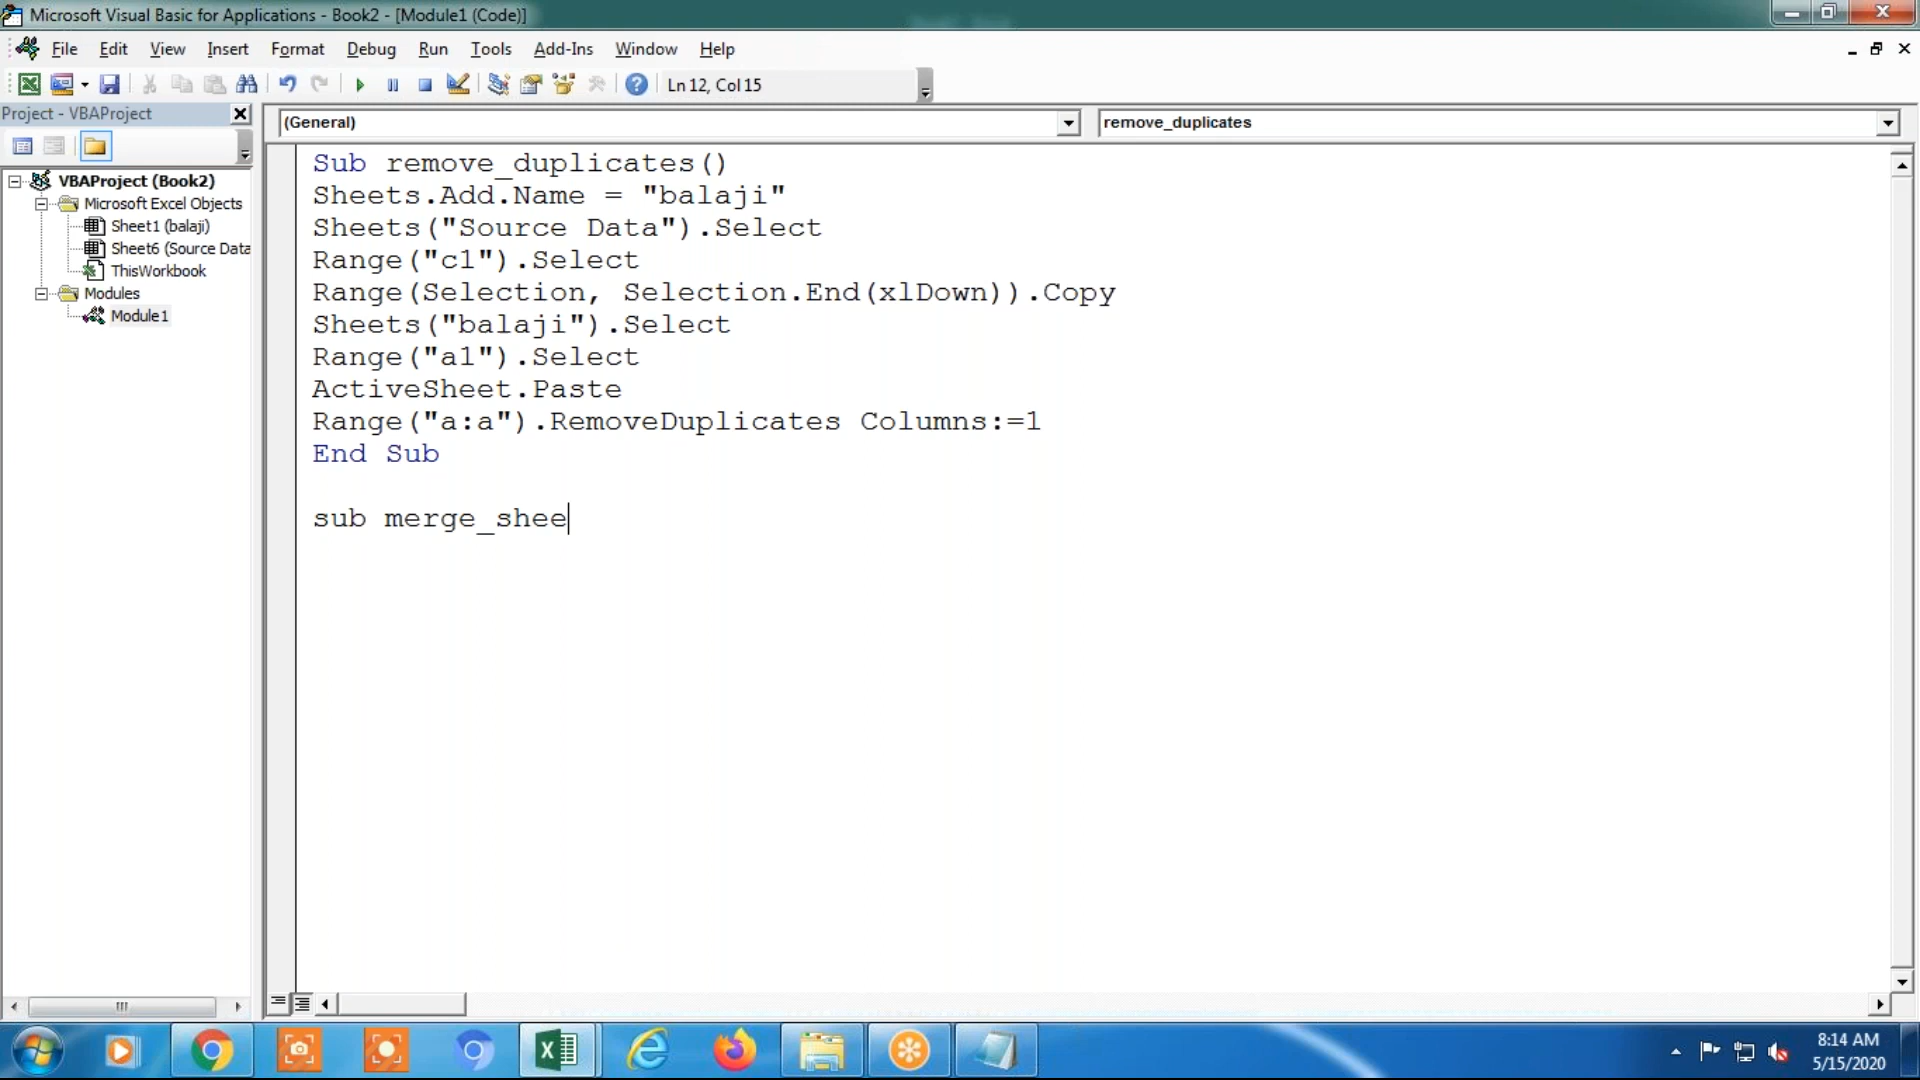 Microsoft Visual Basic for Applications - Book2 - [Module1 (Code)]
File Edit View Insert Format Debug Run Tools Add-Ins Window Help
Ln 12, Col 15
Project - VBAProject
(General)
remove_duplicates
VBAProject (Book2)
Microsoft Excel Objects
Sheet1 (balaji)
Sheet6 (Source Data
ThisWorkbook
Modules
Module1
Sub remove_duplicates()
Sheets.Add.Name = "balaji"
Sheets("Source Data").Select
Range("c1").Select
Range(Selection, Selection.End(xlDown)).Copy
Sheets("balaji").Select
Range("a1").Select
ActiveSheet.Paste
Range("a:a").RemoveDuplicates Columns:=1
End Sub
sub merge_shee
8:14 AM
5/15/2020